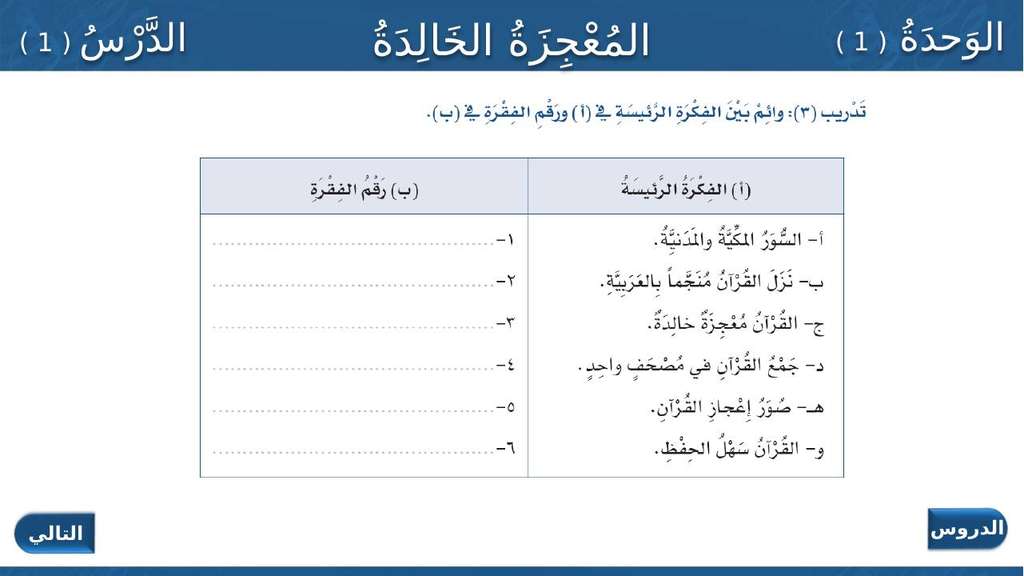 الوَحدَةُ ( 1 )
المُعْجِزَةُ الخَالِدَةُ
الدَّرْسُ ( 1 )
تَدْريب (٣): وائِمْ بَيْنَ الفِكْرَةِ الرَّئيسَةِ في (أ) ورَقْمِ الفِقْرَةِ في (ب).
(أ) الفِكْرَةُ الرَّئيسَةُ (ب) رَقْمُ الفِقْرَةِ
أ- السُّوَرُ المَكِّيَّةُ والمَدَنيَّةُ. ١- ................................................
ب- نَزَلَ القُرْآنُ مُنَجَّماً بِالعَرَبِيَّةِ. ٢- ................................................
ج- القُرْآنُ مُعْجِزَةٌ خالِدَةٌ. ٣- ................................................
د- جَمْعُ القُرْآنِ في مُصْحَفٍ واحِدٍ. ٤- ................................................
هـ- صُوَرُ إِعْجازِ القُرْآنِ. ٥- ................................................
و- القُرْآنُ سَهْلُ الحِفْظِ. ٦- ................................................
الدروس
التالي